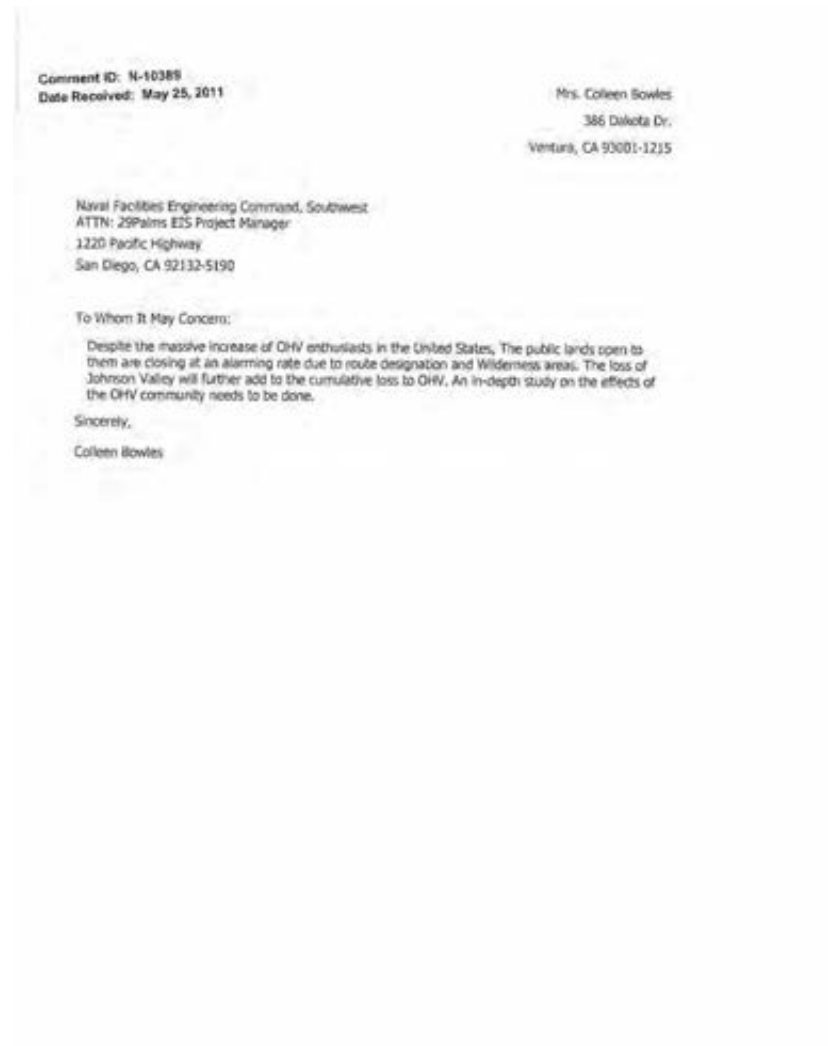 Comment ID: N-10389
Date Received: May 25, 2011
Mrs. Colleen Bowles
386 Dakota Dr.
Ventura, CA 93001-1215
Naval Facilities Engineering Command, Southwest
ATTN: 29Palms EIS Project Manager
1220 Pacific Highway
San Diego, CA 92132-5190
To Whom It May Concern:
Despite the massive increase of OHV enthusiasts in the United States, The public lands open to
them are closing at an alarming rate due to route designation and Wilderness areas. The loss of
Johnson Valley will further add to the cumulative loss to OHV. An in-depth study on the effects of
the OHV community needs to be done.
Sincerely,
Colleen Bowles